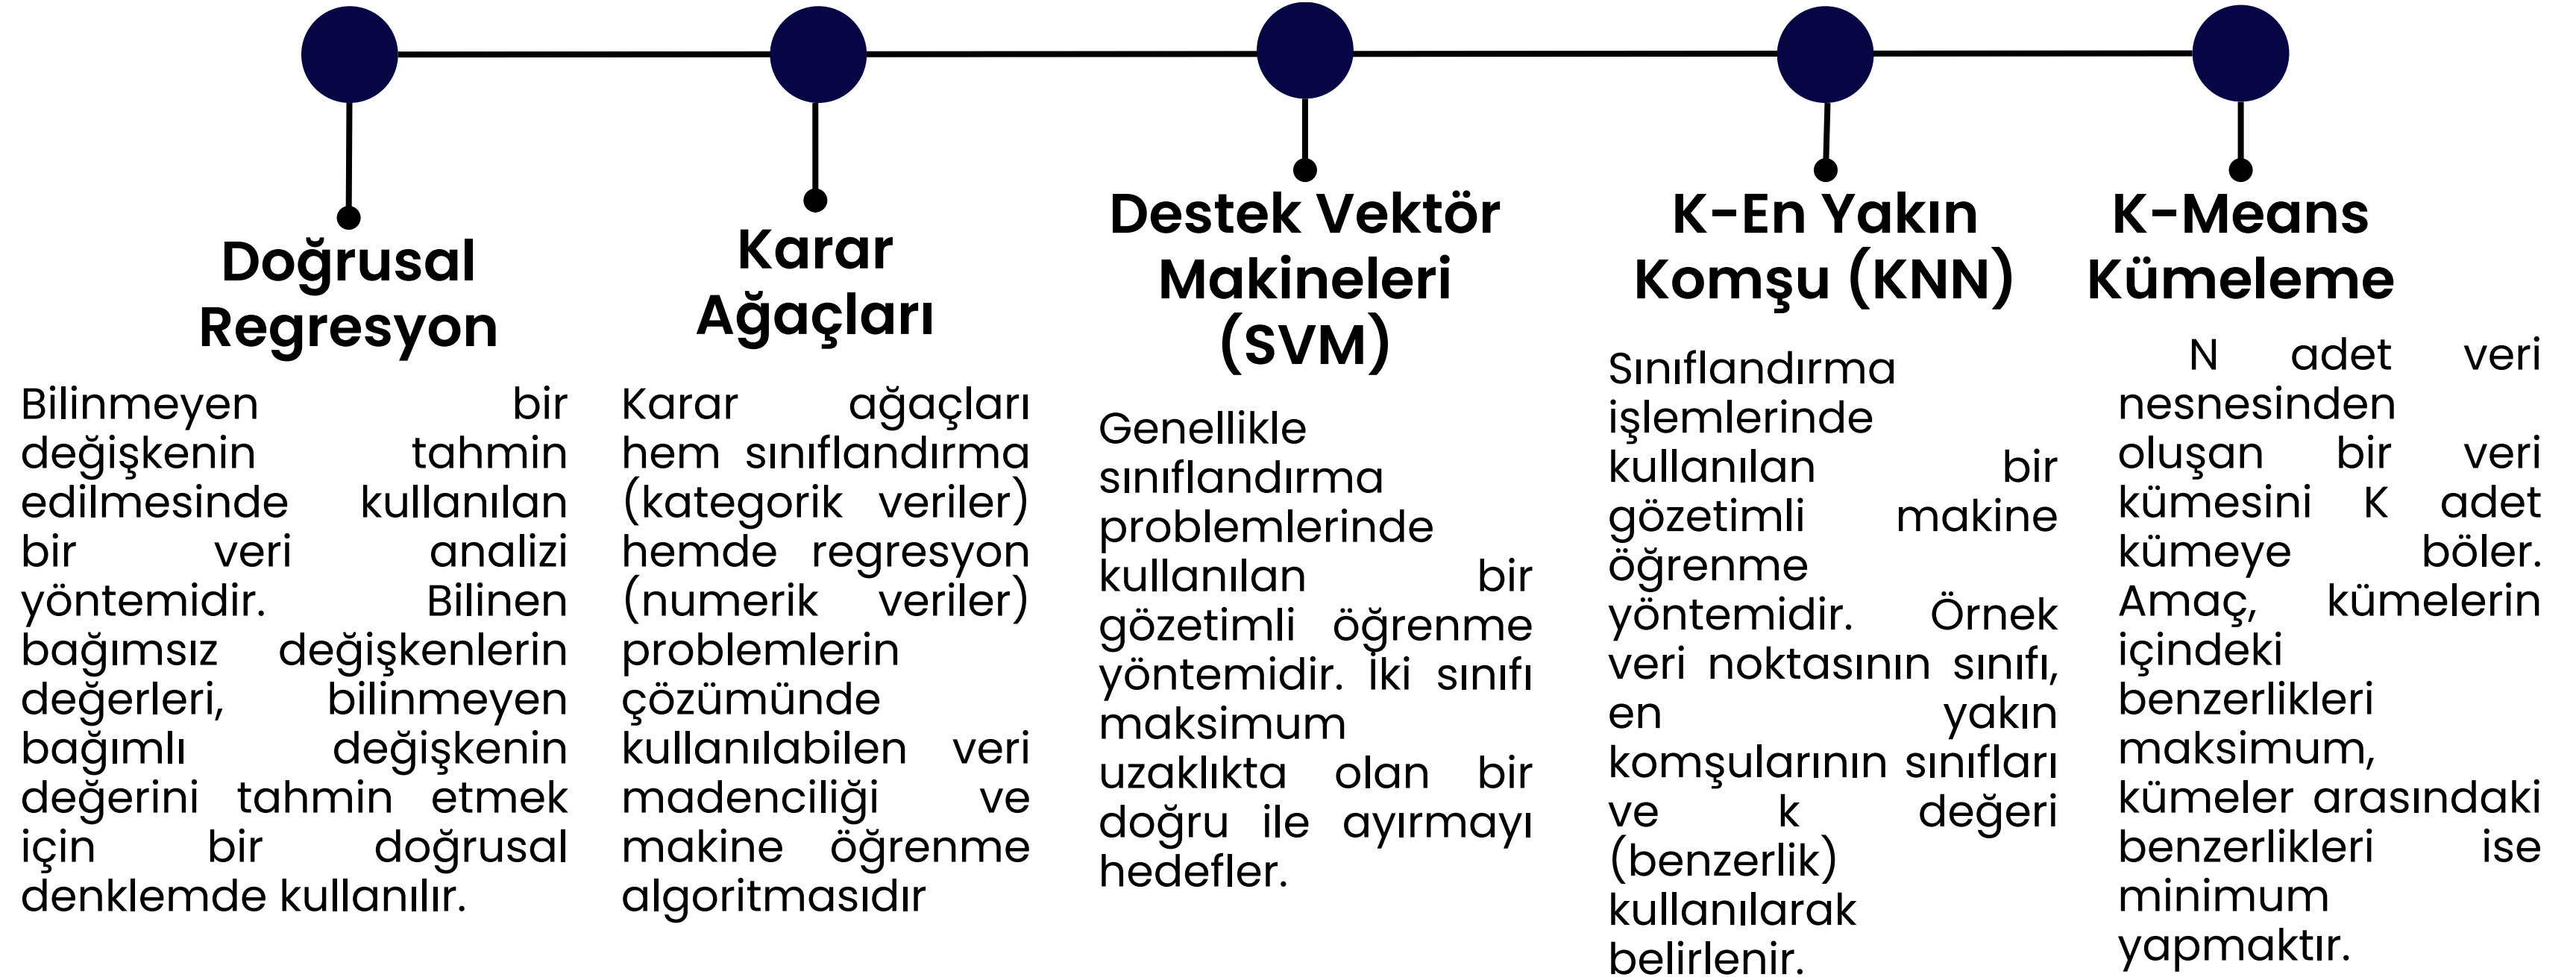 Doğrusal
Regresyon
Bilinmeyen bir
değişkenin tahmin
edilmesinde kullanılan
bir veri analizi
yöntemidir. Bilinen
bağımsız değişkenlerin
değerleri, bilinmeyen
bağımlı değişkenin
değerini tahmin etmek
için bir doğrusal
denklemde kullanılır.
Karar
Ağaçları
Karar ağaçları
hem sınıflandırma
(kategorik veriler)
hemde regresyon
(numerik veriler)
problemlerin
çözümünde
kullanılabilen veri
madenciliği ve
makine öğrenme
algoritmasıdır
Destek Vektör
Makineleri
(SVM)
Genellikle
sınıflandırma
problemlerinde
kullanılan bir
gözetimli öğrenme
yöntemidir. İki sınıfı
maksimum
uzaklıkta olan bir
doğru ile ayırmayı
hedefler.
K-En Yakın
Komşu (KNN)
Sınıflandırma
işlemlerinde
kullanılan bir
gözetimli makine
öğrenme
yöntemidir. Örnek
veri noktasının sınıfı,
en yakın
komşularının sınıfları
ve k değeri
(benzerlik)
kullanılarak
belirlenir.
K-Means
Kümeleme
N adet veri
nesnesinden
oluşan bir veri
kümesini K adet
kümeye böler.
Amaç, kümelerin
içindeki
benzerlikleri
maksimum,
kümeler arasındaki
benzerlikleri ise
minimum
yapmaktır.